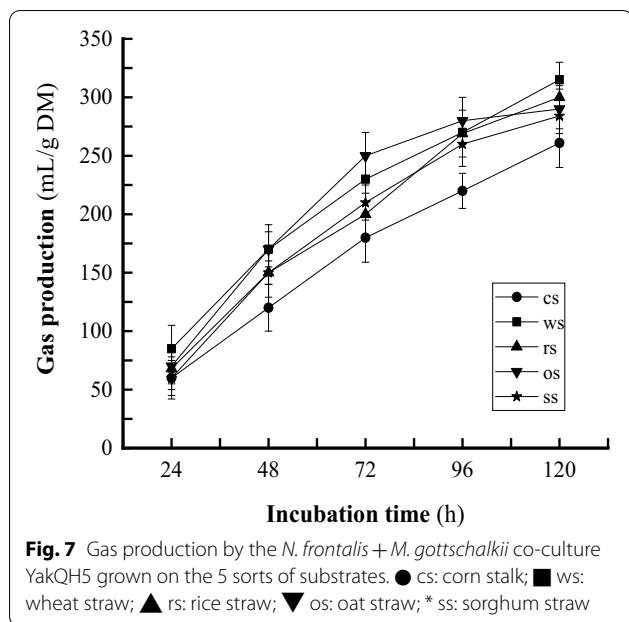 350
300
250
200
150
100
50
0
Gas production (mL/g DM)
cs
ws
rs
os
ss
24 48 72 96 120
Incubation time (h)
Fig. 7 Gas production by the N. frontalis + M. gottschalkii co-culture
YakQH5 grown on the 5 sorts of substrates. ● cs: corn stalk; ■ ws:
wheat straw; ▲ rs: rice straw; ▼ os: oat straw; * ss: sorghum straw